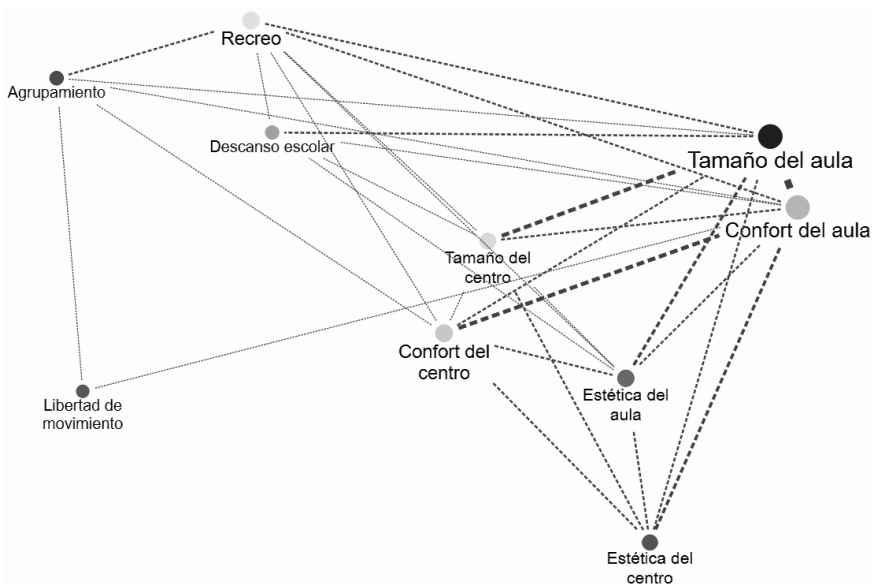 Recreo
Agrupamiento
Descanso escolar
Tamaño del aula
Confort del aula
Tamaño del
centro
Confort del
centro
Estética del
aula
Libertad de
movimiento
Estética del
centro